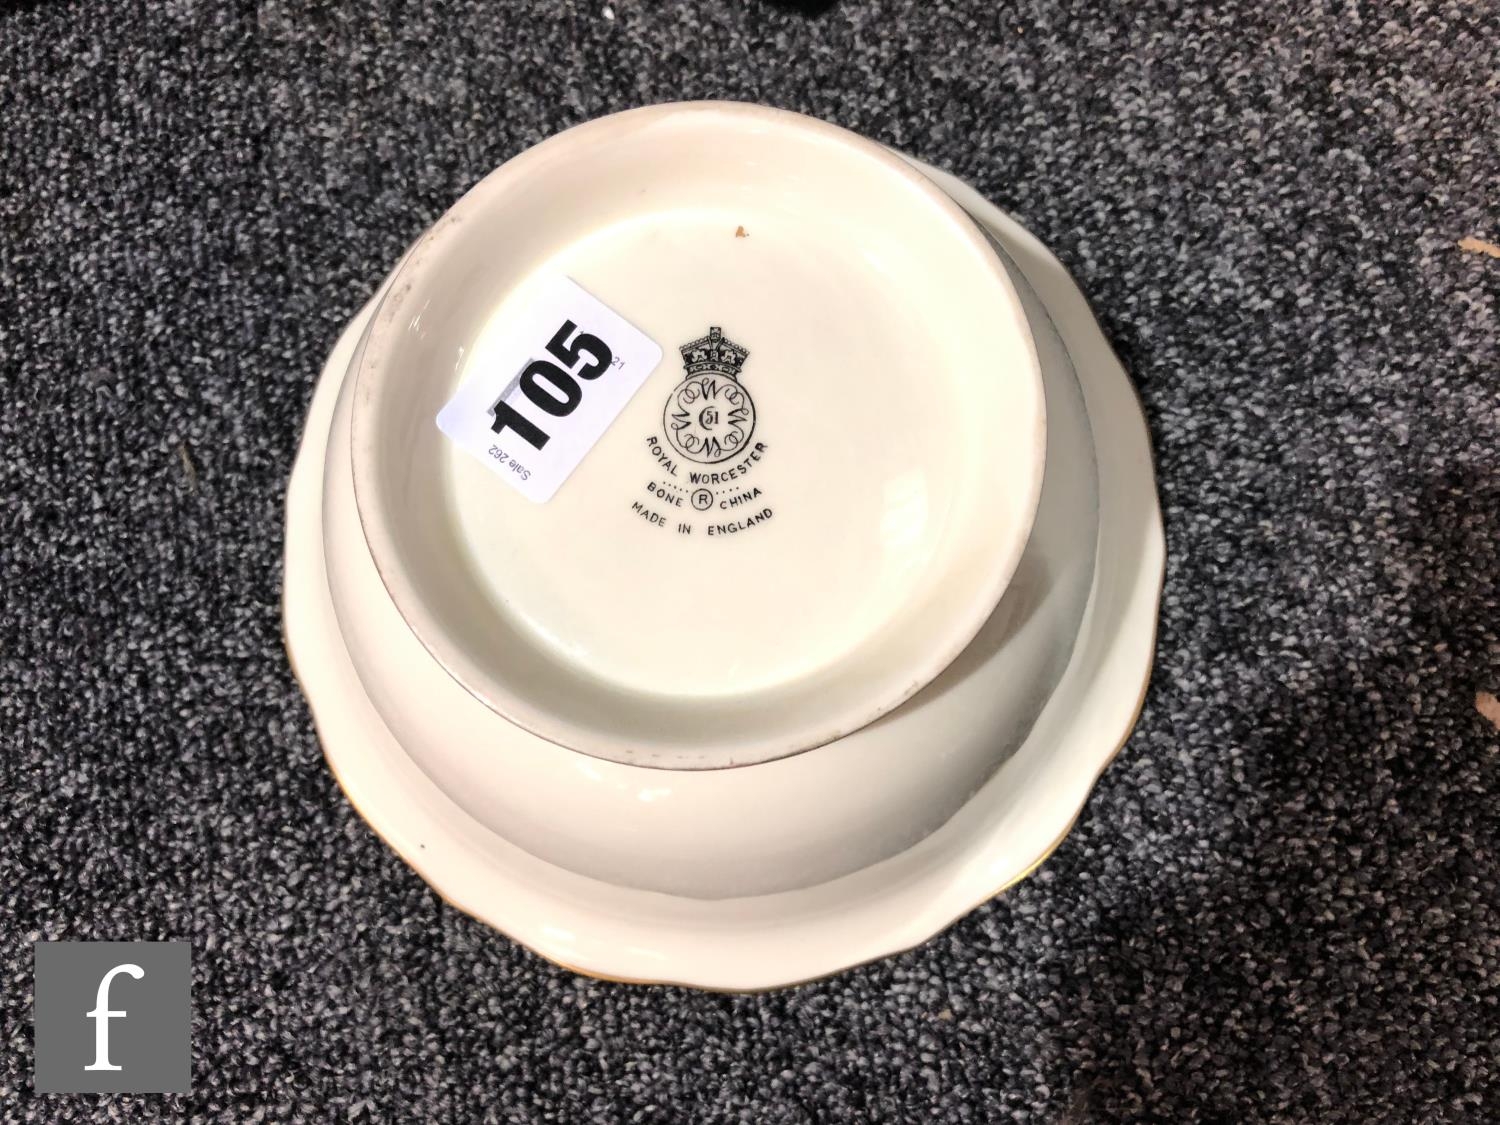 21
105
Sale 262
51
ROYAL WORCESTER
BONE ® CHINA
MADE IN ENGLAND
f